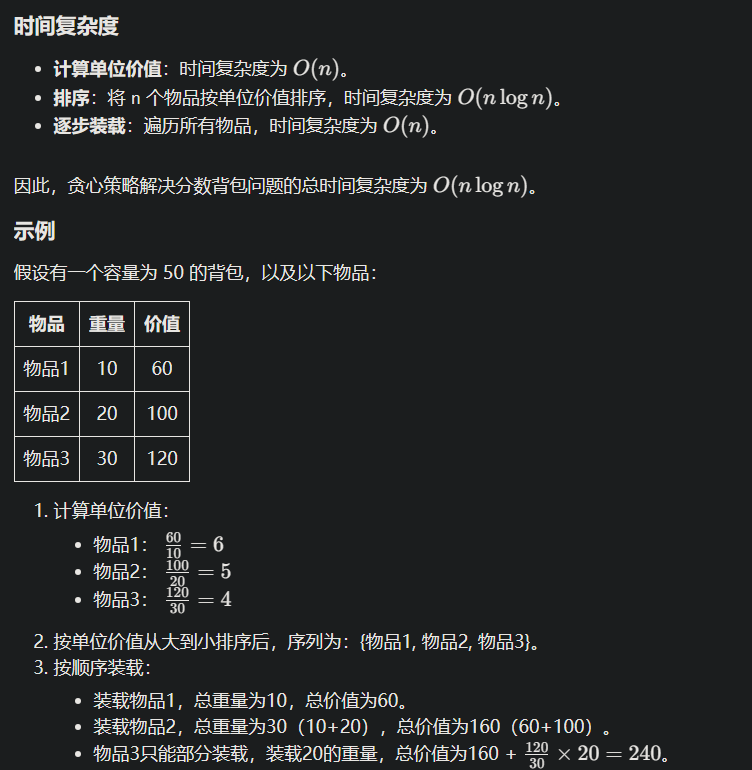 时间复杂度
• 计算单位价值：时间复杂度为 O(n)。
• 排序：将 n 个物品按单位价值排序，时间复杂度为 O(n log n)。
• 逐步装载：遍历所有物品，时间复杂度为 O(n)。
因此，贪心策略解决分数背包问题的总时间复杂度为 O(n log n)。
示例
假设有一个容量为 50 的背包，以及以下物品：
物品 重量 价值
物品1 10 60
物品2 20 100
物品3 30 120
1. 计算单位价值：
• 物品1： 60/10 = 6
• 物品2： 100/20 = 5
• 物品3： 120/30 = 4
2. 按单位价值从大到小排序后，序列为：{物品1, 物品2, 物品3}。
3. 按顺序装载：
• 装载物品1，总重量为10，总价值为60。
• 装载物品2，总重量为30（10+20），总价值为160（60+100）。
• 物品3只能部分装载，装载20的重量，总价值为160 + 120/30 × 20 = 240。